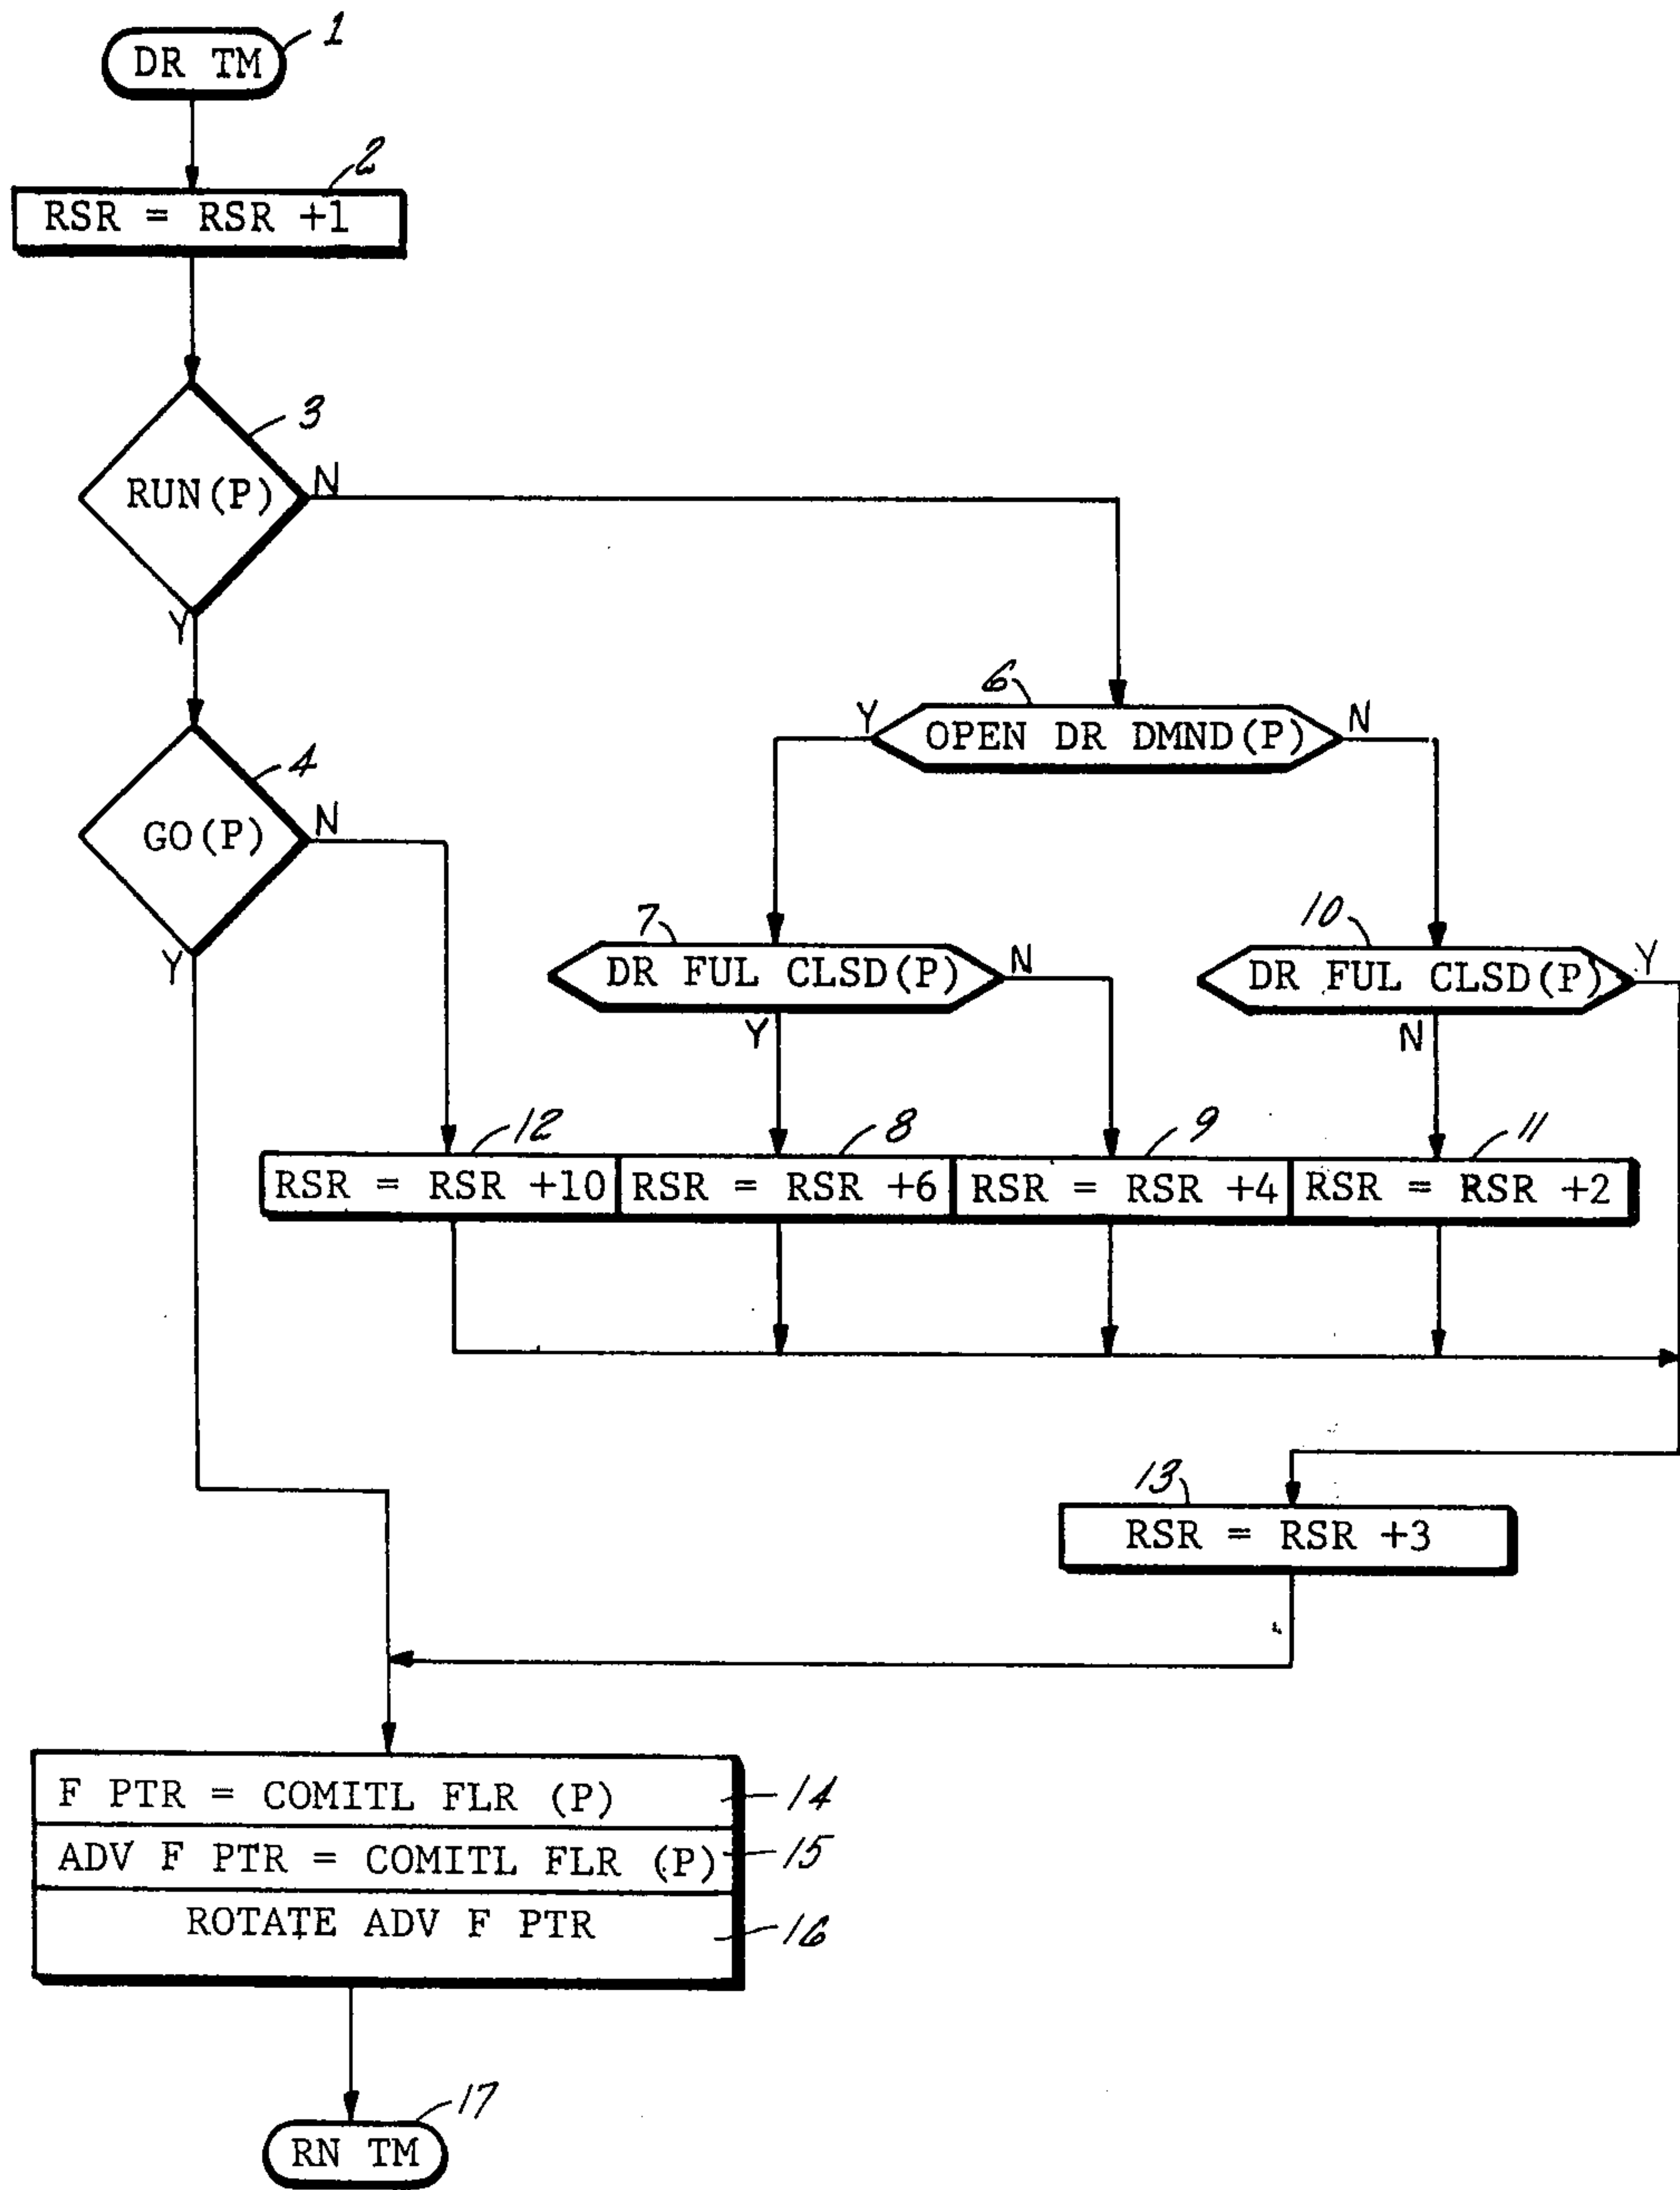 1
DR TM
2
RSR = RSR +1
3
RUN(P)
N
Y
6
OPEN DR DMND(P)
Y
N
4
GO(P)
N
Y
7
DR FUL CLSD(P)
N
Y
10
DR FUL CLSD(P)
Y
N
12
RSR = RSR +10
8
RSR = RSR +6
9
RSR = RSR +4
11
RSR = RSR +2
13
RSR = RSR +3
F PTR = COMITL FLR (P)
14
ADV F PTR = COMITL FLR (P)
15
ROTATE ADV F PTR
16
17
RN TM